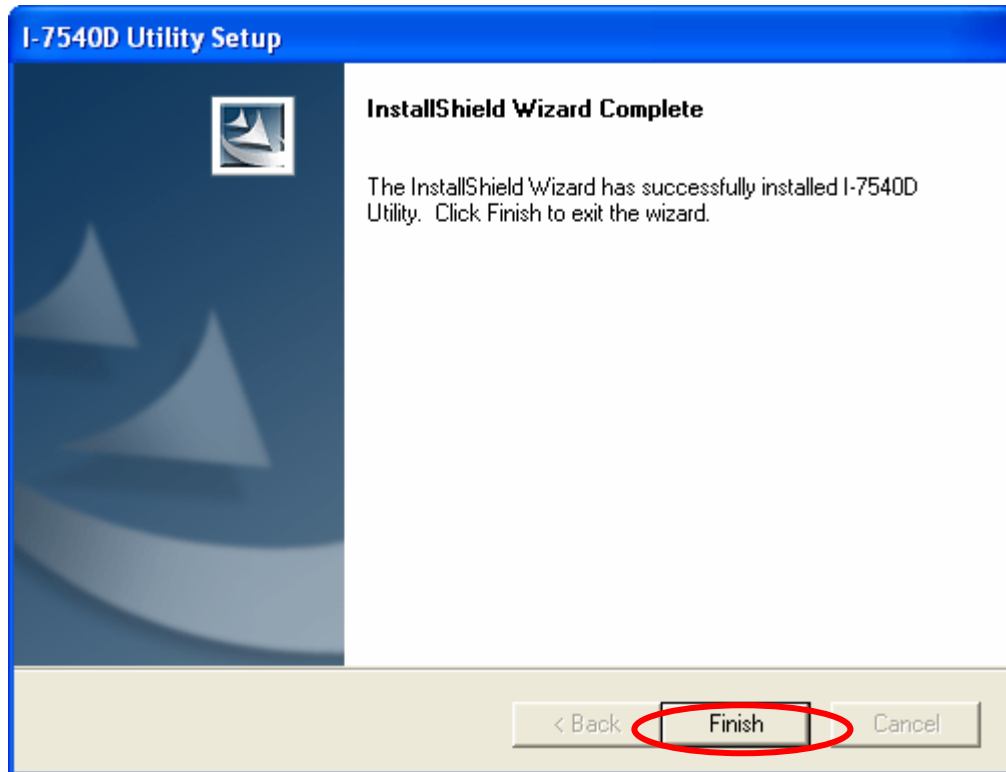 I-7540D Utility Setup
InstallShield Wizard Complete
The InstallShield Wizard has successfully installed I-7540D
Utility. Click Finish to exit the wizard.
< Back Finish Cancel